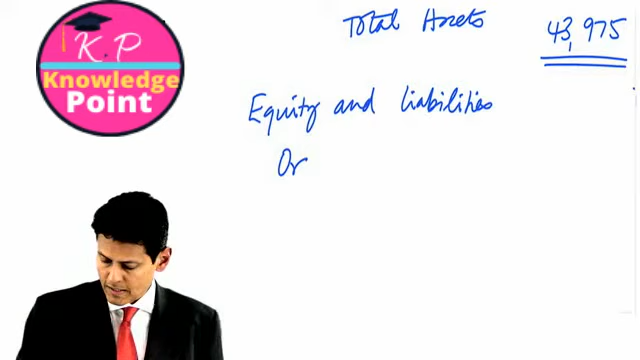 K.P
Knowledge
Point
Total Assets 43,975
Equity and liabilities
Or